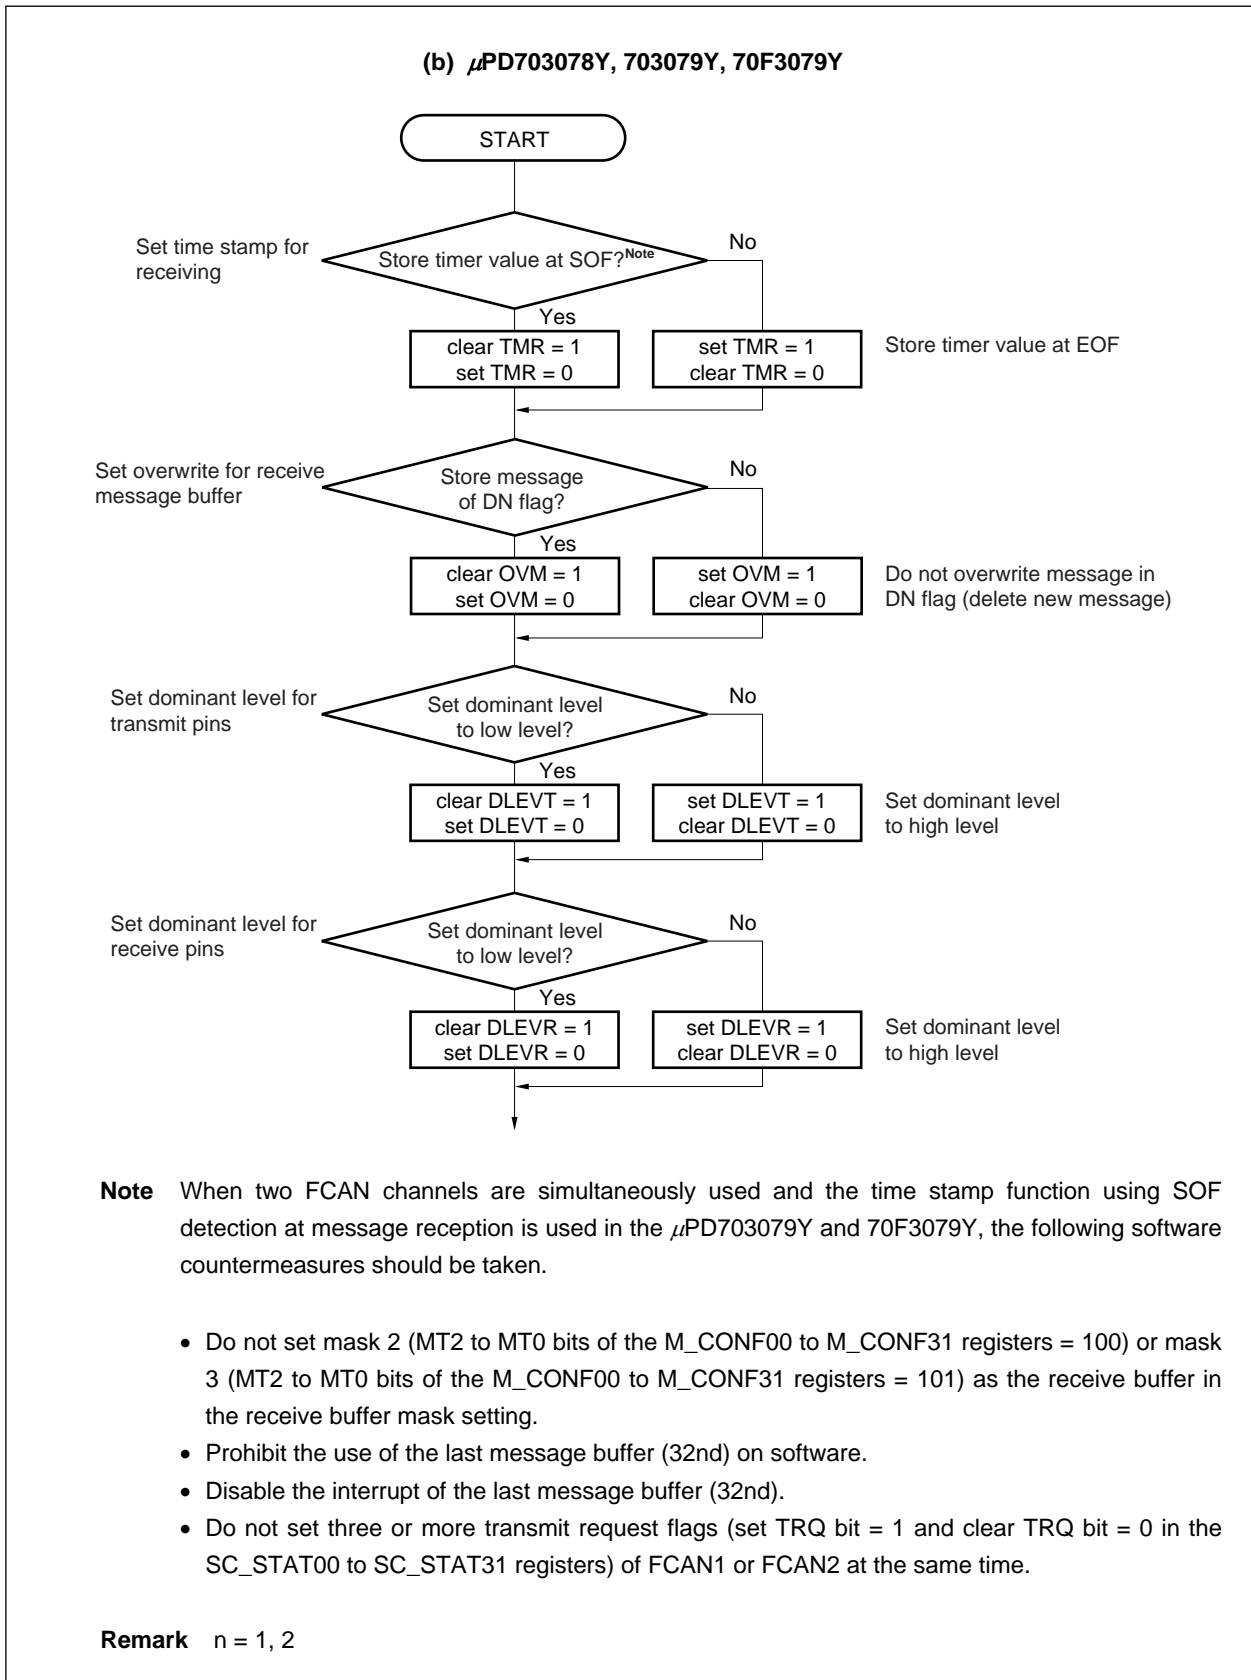 (b) μPD703078Y, 703079Y, 70F3079Y
START
Set time stamp for
receiving
Store timer value at SOF?Note
No
Yes
clear TMR = 1
set TMR = 0
set TMR = 1
clear TMR = 0
Store timer value at EOF
Set overwrite for receive
message buffer
Store message
of DN flag?
No
Yes
clear OVM = 1
set OVM = 0
set OVM = 1
clear OVM = 0
Do not overwrite message in
DN flag (delete new message)
Set dominant level for
transmit pins
Set dominant level
to low level?
No
Yes
clear DLEVT = 1
set DLEVT = 0
set DLEVT = 1
clear DLEVT = 0
Set dominant level
to high level
Set dominant level for
receive pins
Set dominant level
to low level?
No
Yes
clear DLEVR = 1
set DLEVR = 0
set DLEVR = 1
clear DLEVR = 0
Set dominant level
to high level
Note When two FCAN channels are simultaneously used and the time stamp function using SOF
detection at message reception is used in the μPD703079Y and 70F3079Y, the following software
countermeasures should be taken.
• Do not set mask 2 (MT2 to MT0 bits of the M_CONF00 to M_CONF31 registers = 100) or mask
3 (MT2 to MT0 bits of the M_CONF00 to M_CONF31 registers = 101) as the receive buffer in
the receive buffer mask setting.
• Prohibit the use of the last message buffer (32nd) on software.
• Disable the interrupt of the last message buffer (32nd).
• Do not set three or more transmit request flags (set TRQ bit = 1 and clear TRQ bit = 0 in the
SC_STAT00 to SC_STAT31 registers) of FCAN1 or FCAN2 at the same time.
Remark n = 1, 2